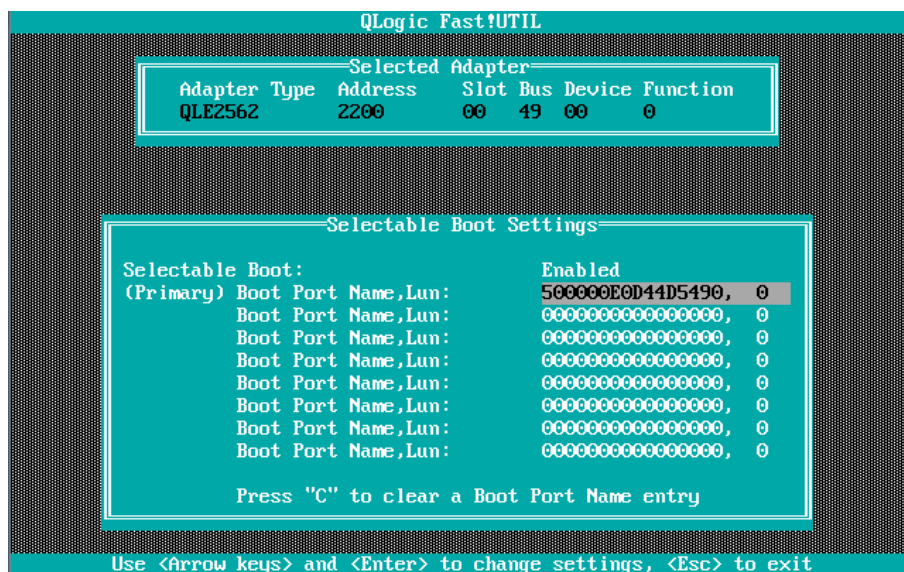 QLogic Fast!UTIL
Selected Adapter
Adapter Type Address Slot Bus Device Function
QLE2562 2200 00 49 00 0
Selectable Boot Settings
Selectable Boot: Enabled
(Primary) Boot Port Name,Lun: 500000E0D44D5490, 0
Boot Port Name,Lun: 0000000000000000, 0
Boot Port Name,Lun: 0000000000000000, 0
Boot Port Name,Lun: 0000000000000000, 0
Boot Port Name,Lun: 0000000000000000, 0
Boot Port Name,Lun: 0000000000000000, 0
Boot Port Name,Lun: 0000000000000000, 0
Boot Port Name,Lun: 0000000000000000, 0
Press "C" to clear a Boot Port Name entry
Use <Arrow keys> and <Enter> to change settings, <Esc> to exit